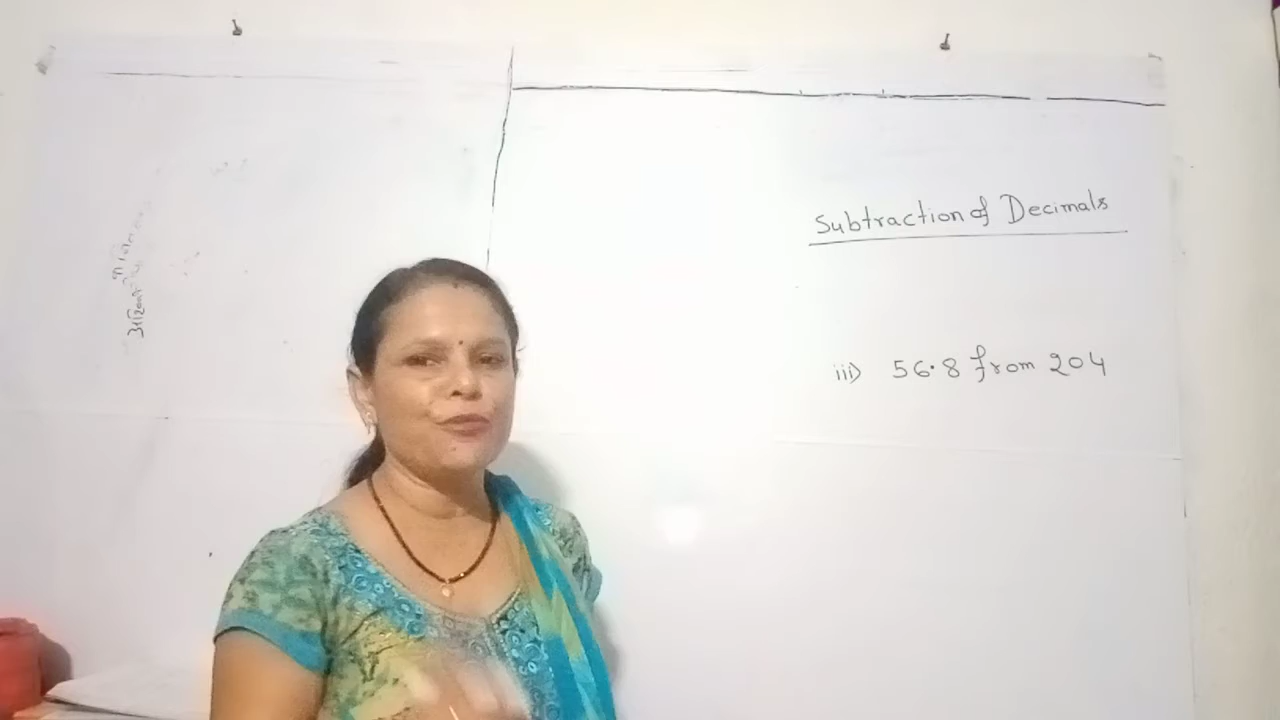 Subtraction of Decimals
iii) 56.8 from 204